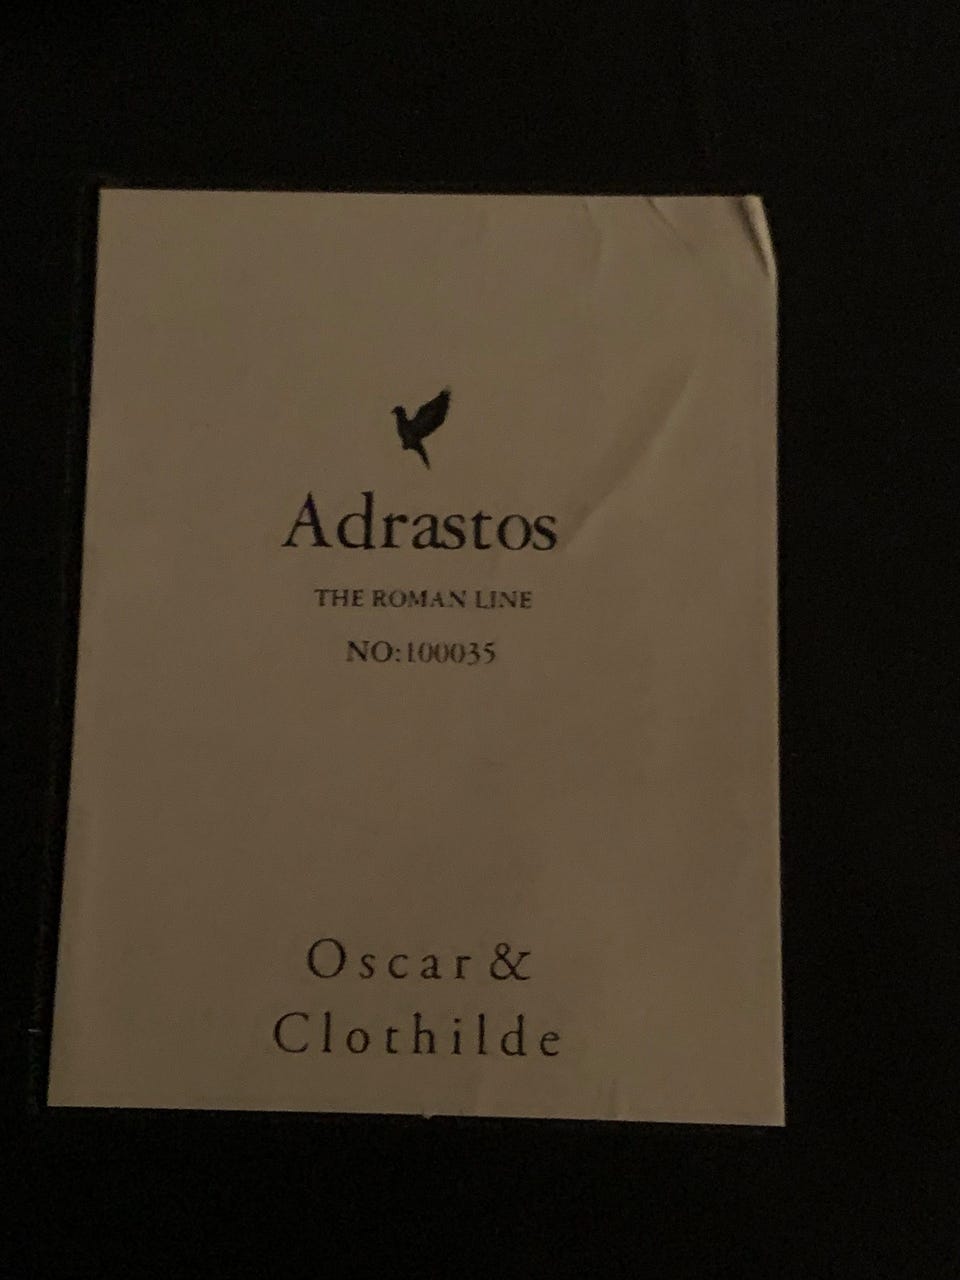 Adrastos
THE ROMAN LINE
NO:100035
Oscar &
Clothilde